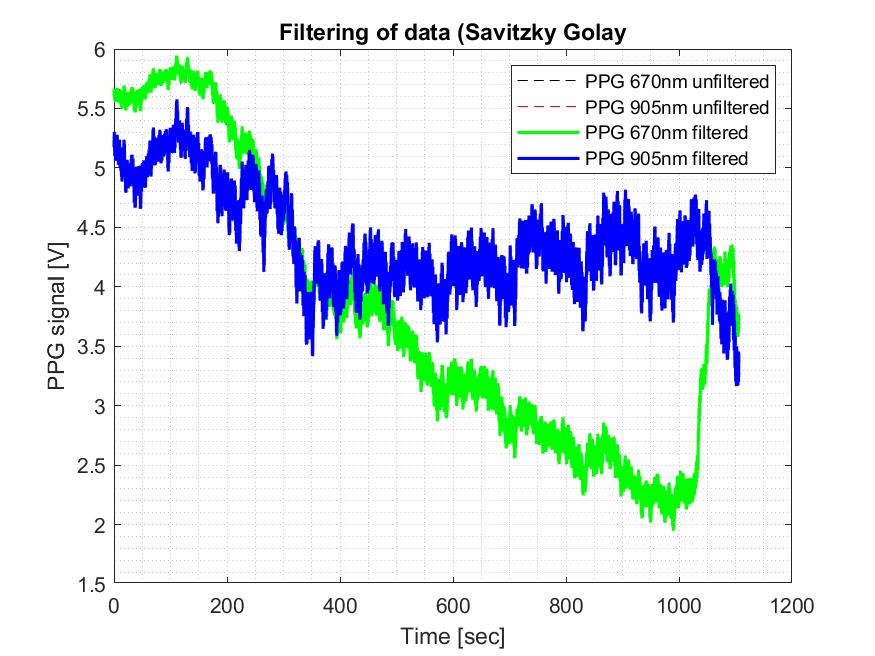 Filtering of data (Savitzky Golay
PPG 670nm unfiltered
PPG 905nm unfiltered
PPG 670nm filtered
PPG 905nm filtered
PPG signal [V]
6
5.5
5
4.5
4
3.5
3
2.5
2
1.5
0 200 400 600 800 1000 1200
Time [sec]